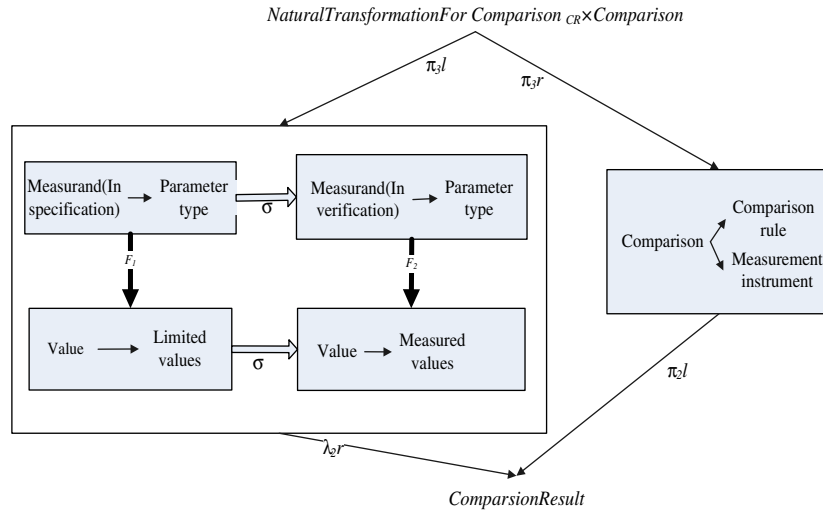 NaturalTransformationFor Comparison CR×Comparison
π₃l
π₃r
Measurand(In
specification)
Parameter
type
σ
Measurand(In
verification)
Parameter
type
F₁
F₂
Comparison
Comparison
rule
Measurement
instrument
Value
Limited
values
σ
Value
Measured
values
π₂l
λ₂r
ComparsionResult